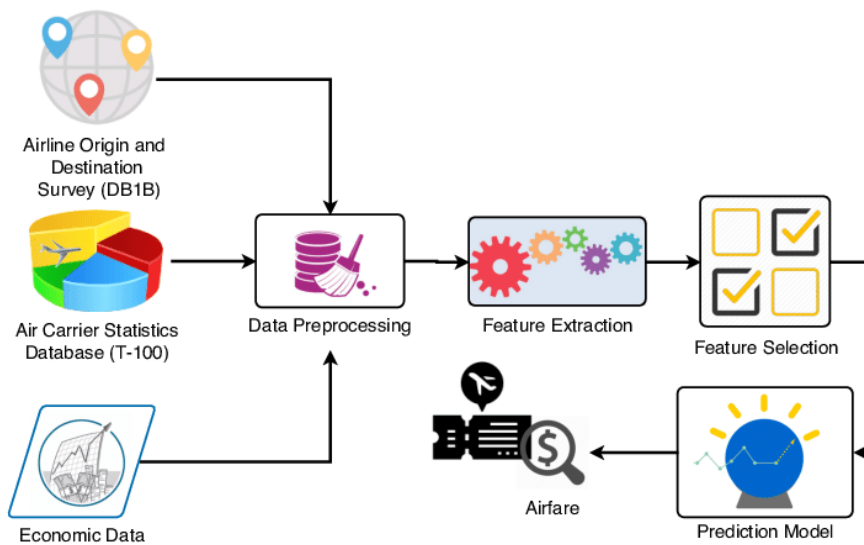 Airline Origin and
Destination
Survey (DB1B)
Air Carrier Statistics
Database (T-100)
Economic Data
Data Preprocessing
Feature Extraction
Feature Selection
Prediction Model
Airfare
$